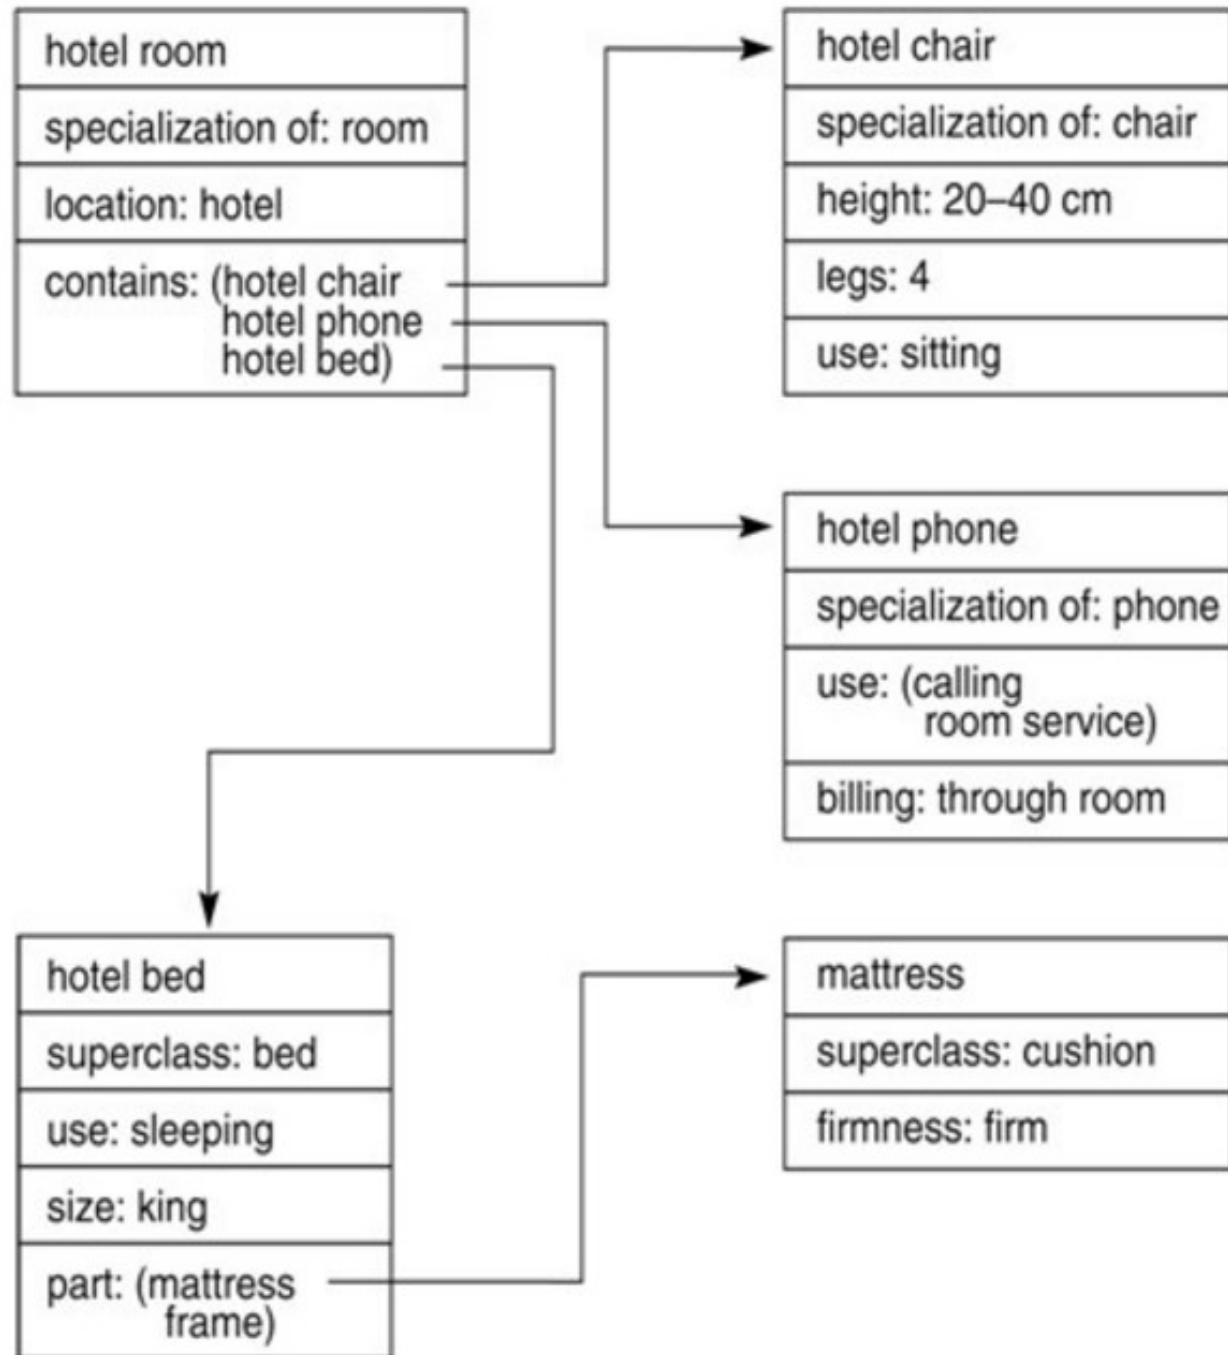 hotel room
specialization of: room
location: hotel
contains: (hotel chair
hotel phone
hotel bed)
hotel chair
specialization of: chair
height: 20–40 cm
legs: 4
use: sitting
hotel phone
specialization of: phone
use: (calling
room service)
billing: through room
hotel bed
superclass: bed
use: sleeping
size: king
part: (mattress
frame)
mattress
superclass: cushion
firmness: firm